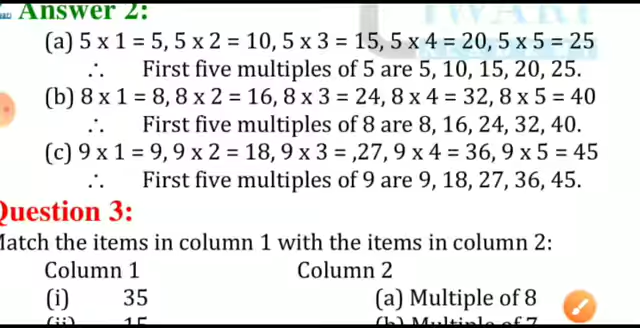 Answer 2:
(a) 5 x 1 = 5, 5 x 2 = 10, 5 x 3 = 15, 5 x 4 = 20, 5 x 5 = 25
∴ First five multiples of 5 are 5, 10, 15, 20, 25.
(b) 8 x 1 = 8, 8 x 2 = 16, 8 x 3 = 24, 8 x 4 = 32, 8 x 5 = 40
∴ First five multiples of 8 are 8, 16, 24, 32, 40.
(c) 9 x 1 = 9, 9 x 2 = 18, 9 x 3 = ,27, 9 x 4 = 36, 9 x 5 = 45
∴ First five multiples of 9 are 9, 18, 27, 36, 45.
Question 3:
Match the items in column 1 with the items in column 2:
Column 1 Column 2
(i) 35 (a) Multiple of 8
(ii) 15 (b) Multiple of 7